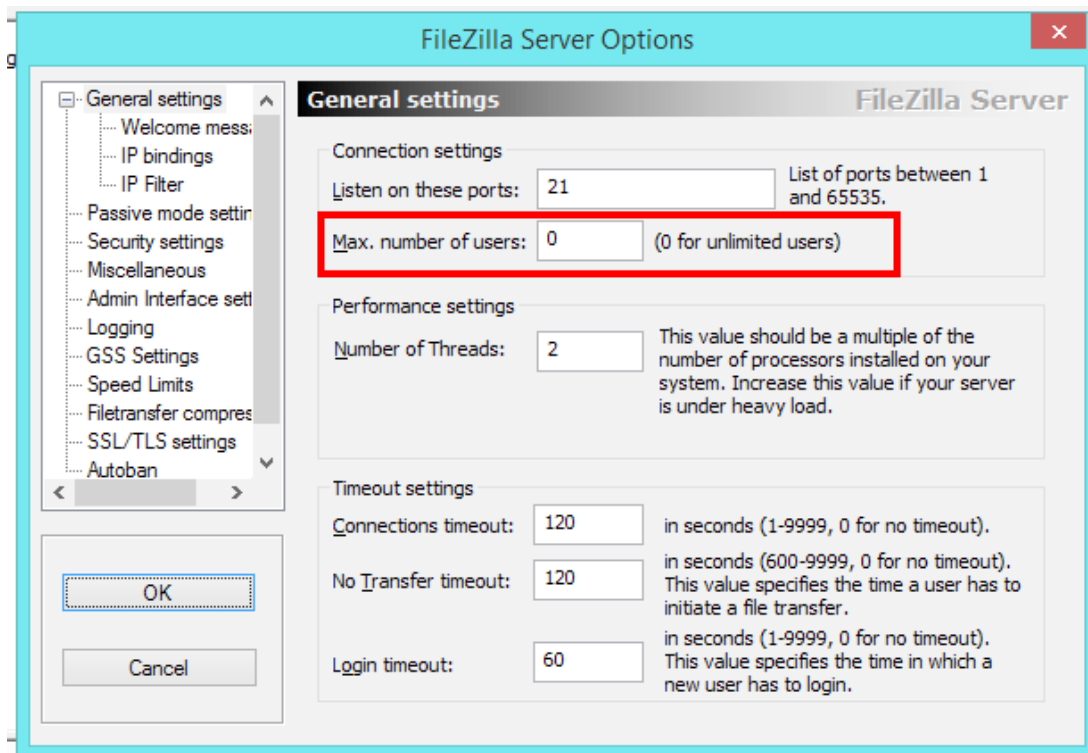 FileZilla Server Options
g
General settings
Welcome messa
IP bindings
IP Filter
Passive mode settin
Security settings
Miscellaneous
Admin Interface sett
Logging
GSS Settings
Speed Limits
Filetransfer compres
SSL/TLS settings
Autoban
OK
Cancel
General settings FileZilla Server
Connection settings
Listen on these ports: 21 List of ports between 1
and 65535.
Max. number of users: 0 (0 for unlimited users)
Performance settings
Number of Threads: 2 This value should be a multiple of the
number of processors installed on your
system. Increase this value if your server
is under heavy load.
Timeout settings
Connections timeout: 120 in seconds (1-9999, 0 for no timeout).
No Transfer timeout: 120 in seconds (600-9999, 0 for no timeout).
This value specifies the time a user has to
initiate a file transfer.
Login timeout: 60 in seconds (1-9999, 0 for no timeout).
This value specifies the time in which a
new user has to login.